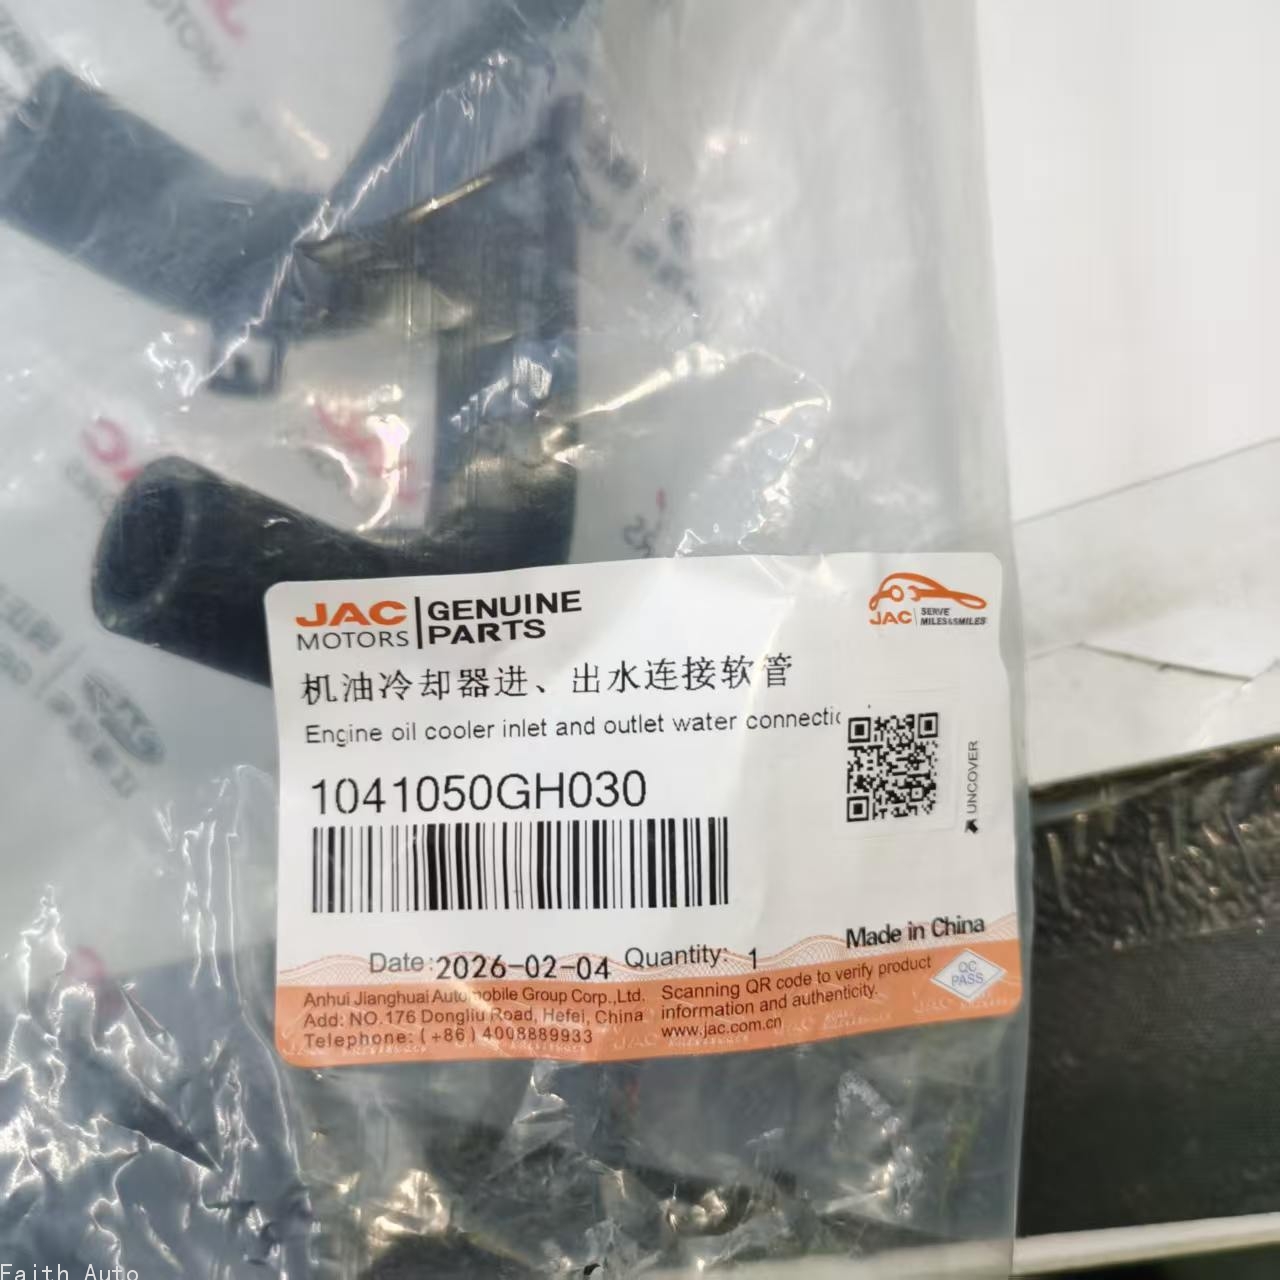 JAC
MOTORS
GENUINE
PARTS
JAC
SERVE
MILES&SMILES
机油冷却器进、出水连接软管
Engine oil cooler inlet and outlet water connectic
1041050GH030
UNCOVER
Made in China
Date:2026-02-04
Quantity: 1
QC
PASS
Anhui Jianghuai Automobile Group Corp.,Ltd.
Add: NO.176 Dongliu Road, Hefei, China
Telephone: (+86) 4008889933
Scanning QR code to verify product
information and authenticity.
www.jac.com.cn
Faith Auto